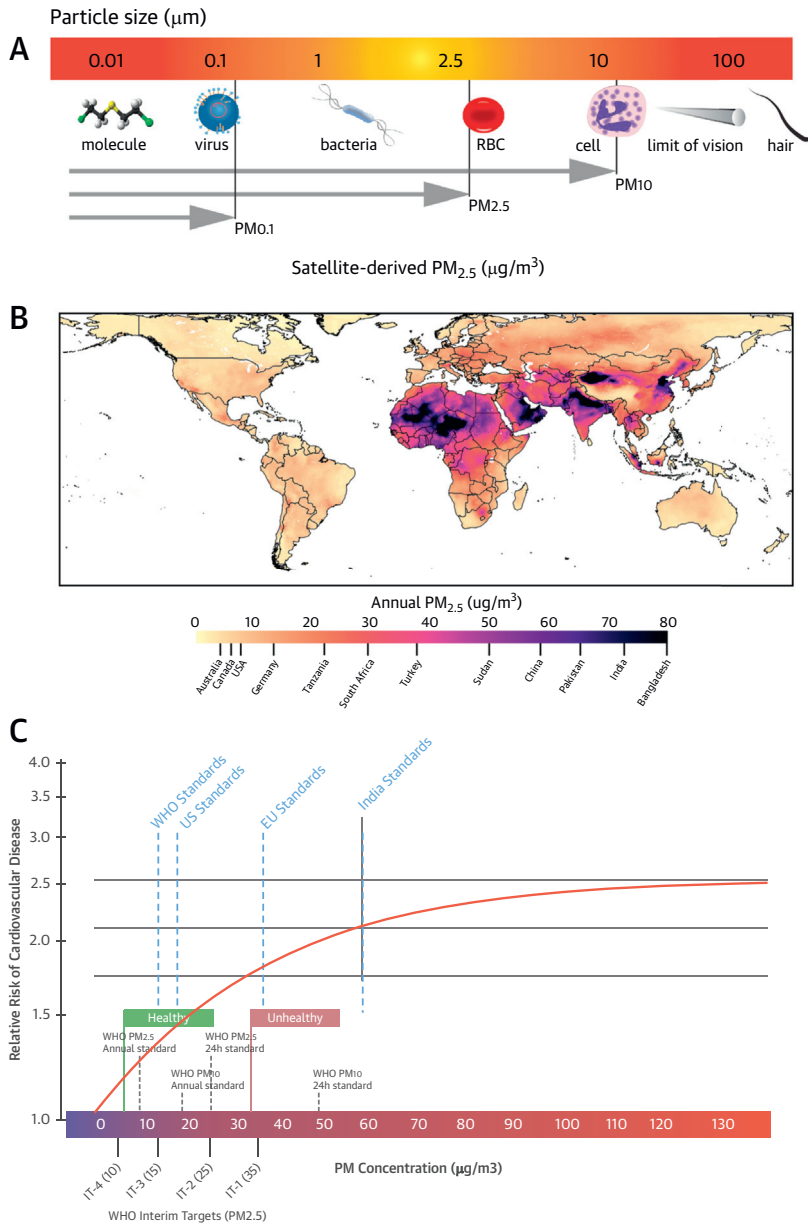 Particle size (μm)
A
0.01 0.1 1 2.5 10 100
molecule virus bacteria RBC cell limit of vision hair
PM10
PM2.5
PM0.1
Satellite-derived PM2.5 (μg/m3)
B
Annual PM2.5 (ug/m3)
0 10 20 30 40 50 60 70 80
Australia
Canada
USA
Germany
Tanzania
South Africa
Turkey
Sudan
China
Pakistan
India
Bangladesh
C
Relative Risk of Cardiovascular Disease
4.0
3.5
3.0
2.5
2.0
1.5
1.0
WHO Standards
US Standards
EU Standards
India Standards
Healthy
Unhealthy
WHO PM2.5
Annual standard
WHO PM2.5
24h standard
WHO PM10
Annual standard
WHO PM10
24h standard
0 10 20 30 40 50 60 70 80 90 100 110 120 130
IT-4 (10)
IT-3 (15)
IT-2 (25)
IT-1 (35)
PM Concentration (μg/m3)
WHO Interim Targets (PM2.5)